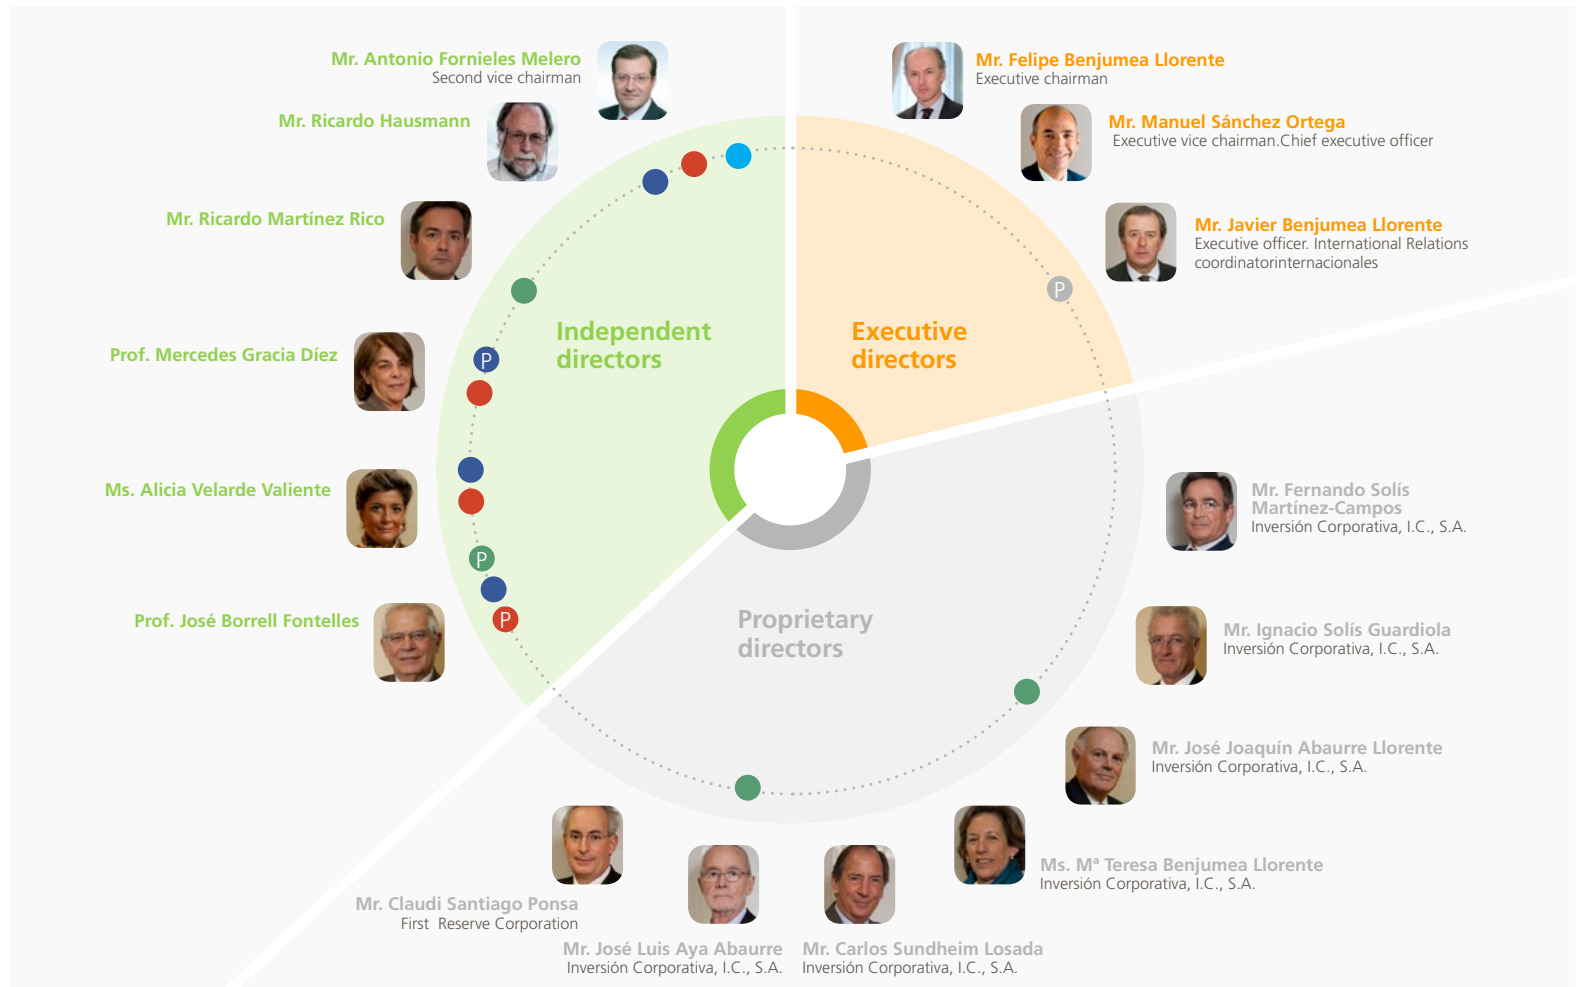 Mr. Antonio Fornieles Melero
Second vice chairman
Mr. Ricardo Hausmann
Mr. Ricardo Martínez Rico
Prof. Mercedes Gracia Díez
Ms. Alicia Velarde Valiente
Prof. José Borrell Fontelles
Independent
directors
P
P
P
Mr. Felipe Benjumea Llorente
Executive chairman
Mr. Manuel Sánchez Ortega
Executive vice chairman.Chief executive officer
Mr. Javier Benjumea Llorente
Executive officer. International Relations
coordinatorinternacionales
P
Executive
directors
Mr. Fernando Solís
Martínez-Campos
Inversión Corporativa, I.C., S.A.
Mr. Ignacio Solís Guardiola
Inversión Corporativa, I.C., S.A.
Proprietary
directors
Mr. José Joaquín Abaurre Llorente
Inversión Corporativa, I.C., S.A.
Ms. Mª Teresa Benjumea Llorente
Inversión Corporativa, I.C., S.A.
Mr. Claudi Santiago Ponsa
First Reserve Corporation
Mr. José Luis Aya Abaurre
Inversión Corporativa, I.C., S.A.
Mr. Carlos Sundheim Losada
Inversión Corporativa, I.C., S.A.